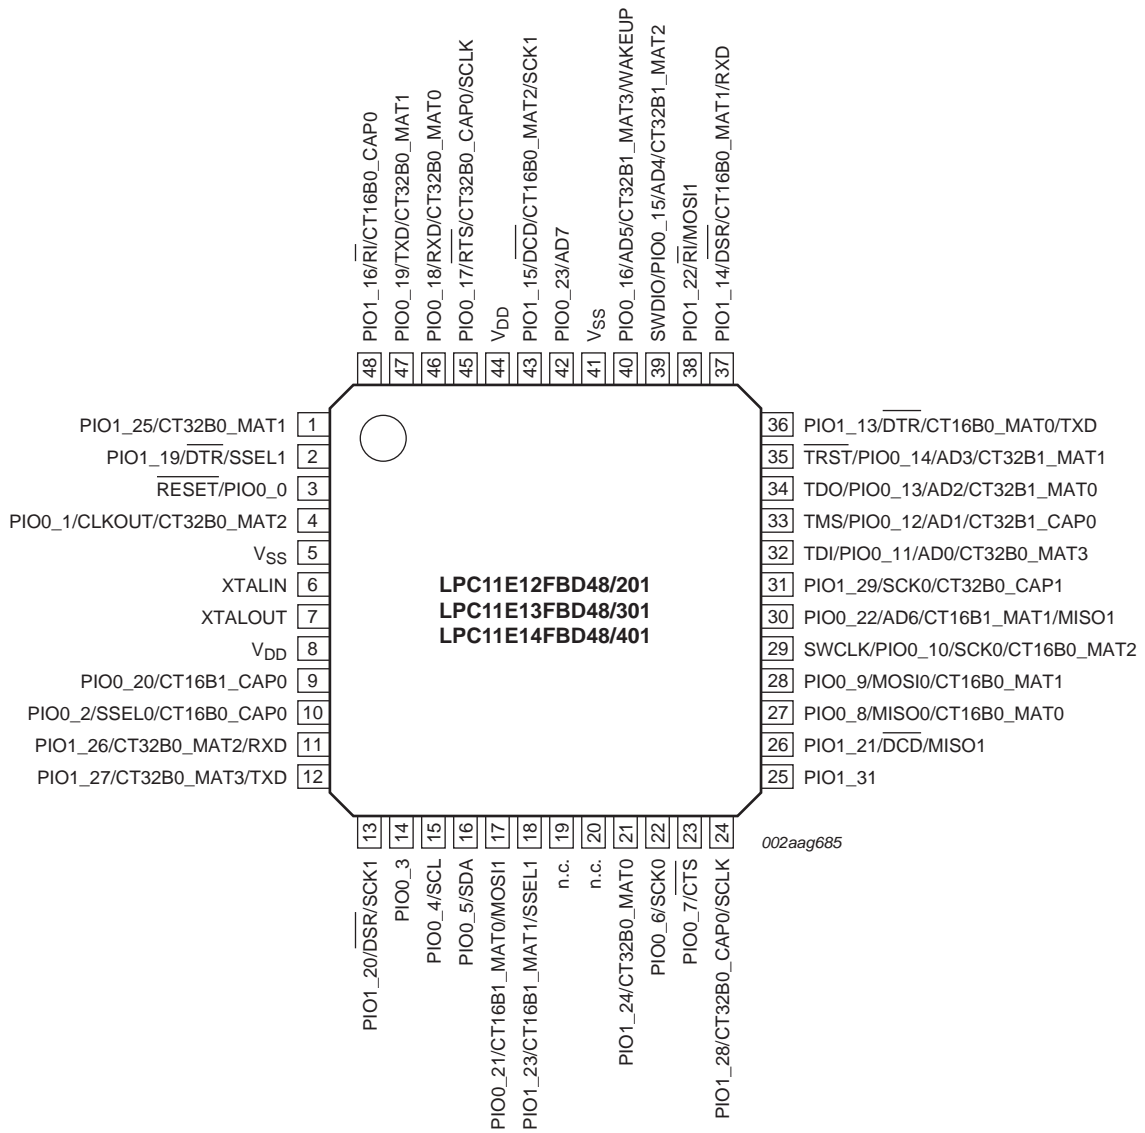 PIO1_16/RI/CT16B0_CAP0
PIO0_19/TXD/CT32B0_MAT1
PIO0_18/RXD/CT32B0_MAT0
PIO0_17/RTS/CT32B0_CAP0/SCLK
VDD
PIO1_15/DCD/CT16B0_MAT2/SCK1
PIO0_23/AD7
VSS
PIO0_16/AD5/CT32B1_MAT3/WAKEUP
SWDIO/PIO0_15/AD4/CT32B1_MAT2
PIO1_22/RI/MOSI1
PIO1_14/DSR/CT16B0_MAT1/RXD
48
47
46
45
44
43
42
41
40
39
38
37
PIO1_25/CT32B0_MAT1 1
PIO1_19/DTR/SSEL1 2
RESET/PIO0_0 3
PIO0_1/CLKOUT/CT32B0_MAT2 4
VSS 5
XTALIN 6
XTALOUT 7
VDD 8
PIO0_20/CT16B1_CAP0 9
PIO0_2/SSEL0/CT16B0_CAP0 10
PIO1_26/CT32B0_MAT2/RXD 11
PIO1_27/CT32B0_MAT3/TXD 12
LPC11E12FBD48/201
LPC11E13FBD48/301
LPC11E14FBD48/401
36 PIO1_13/DTR/CT16B0_MAT0/TXD
35 TRST/PIO0_14/AD3/CT32B1_MAT1
34 TDO/PIO0_13/AD2/CT32B1_MAT0
33 TMS/PIO0_12/AD1/CT32B1_CAP0
32 TDI/PIO0_11/AD0/CT32B0_MAT3
31 PIO1_29/SCK0/CT32B0_CAP1
30 PIO0_22/AD6/CT16B1_MAT1/MISO1
29 SWCLK/PIO0_10/SCK0/CT16B0_MAT2
28 PIO0_9/MOSI0/CT16B0_MAT1
27 PIO0_8/MISO0/CT16B0_MAT0
26 PIO1_21/DCD/MISO1
25 PIO1_31
13
14
15
16
17
18
19
20
21
22
23
24
PIO1_20/DSR/SCK1
PIO0_3
PIO0_4/SCL
PIO0_5/SDA
PIO0_21/CT16B1_MAT0/MOSI1
PIO1_23/CT16B1_MAT1/SSEL1
n.c.
n.c.
PIO1_24/CT32B0_MAT0
PIO0_6/SCK0
PIO0_7/CTS
PIO1_28/CT32B0_CAP0/SCLK
002aag685